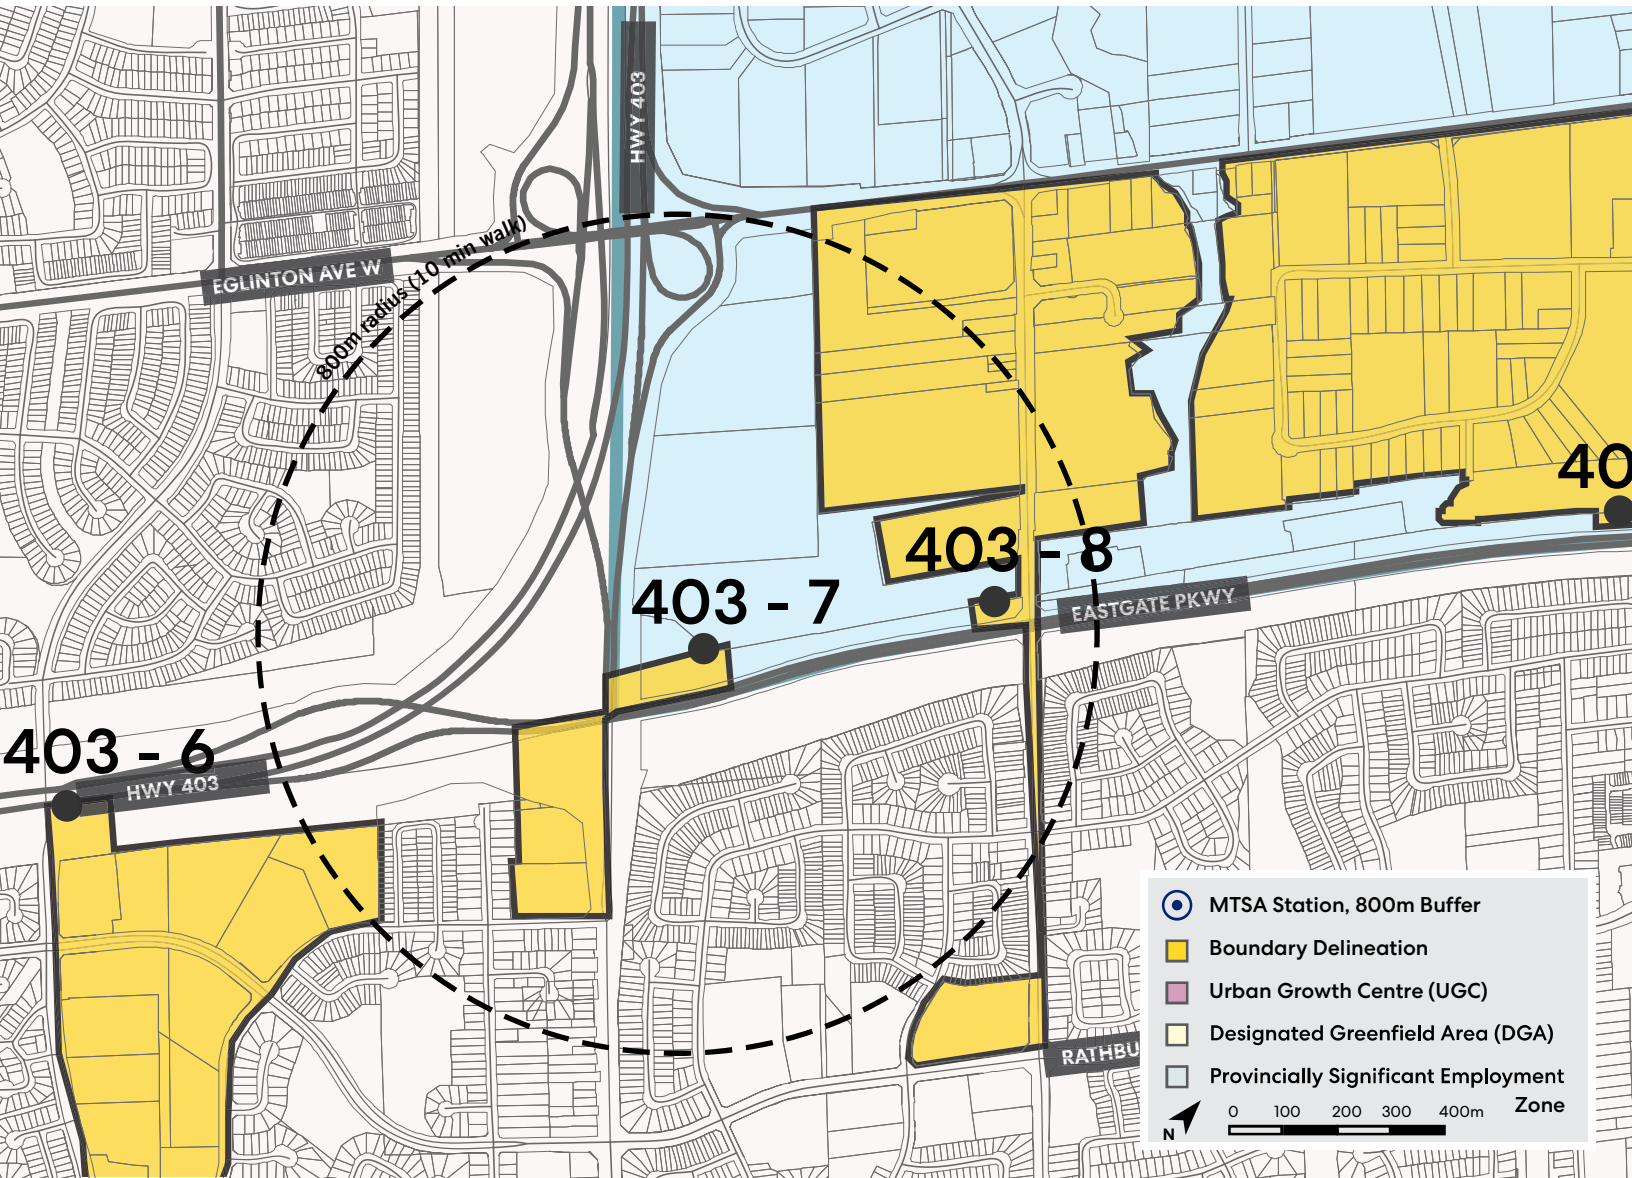 HWY 403
800m radius (10 min walk)
EGLINTON AVE W
40
403 - 8
403 - 7
EASTGATE PKWY
403 - 6
HWY 403
RATHBU
MTSA Station, 800m Buffer
Boundary Delineation
Urban Growth Centre (UGC)
Designated Greenfield Area (DGA)
Provincially Significant Employment
Zone
0 100 200 300 400m
N